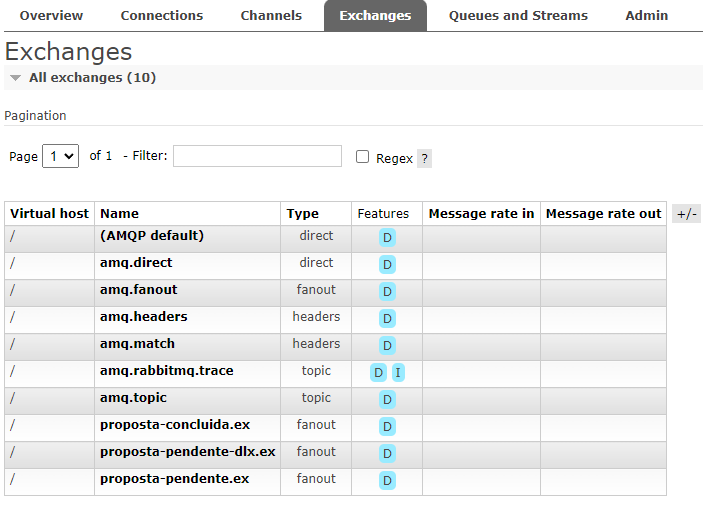 Overview Connections Channels Exchanges Queues and Streams Admin
Exchanges
All exchanges (10)
Pagination
Page 1 of 1 - Filter: Regex ?
Virtual host Name Type Features Message rate in Message rate out +/-
/ (AMQP default) direct D
/ amq.direct direct D
/ amq.fanout fanout D
/ amq.headers headers D
/ amq.match headers D
/ amq.rabbitmq.trace topic D I
/ amq.topic topic D
/ proposta-concluida.ex fanout D
/ proposta-pendente-dlx.ex fanout D
/ proposta-pendente.ex fanout D